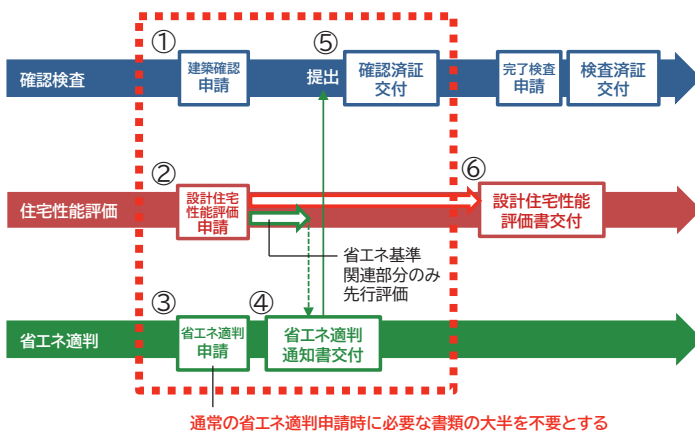 ①
⑤
確認検査
建築確認
申請
提出
確認済証
交付
完了検査
申請
検査済証
交付
②
⑥
住宅性能評価
設計住宅
性能評価
申請
設計住宅性能
評価書交付
省エネ基準
関連部分のみ
先行評価
③
④
省エネ適判
省エネ適判
申請
省エネ適判
通知書交付
通常の省エネ適判申請時に必要な書類の大半を不要とする